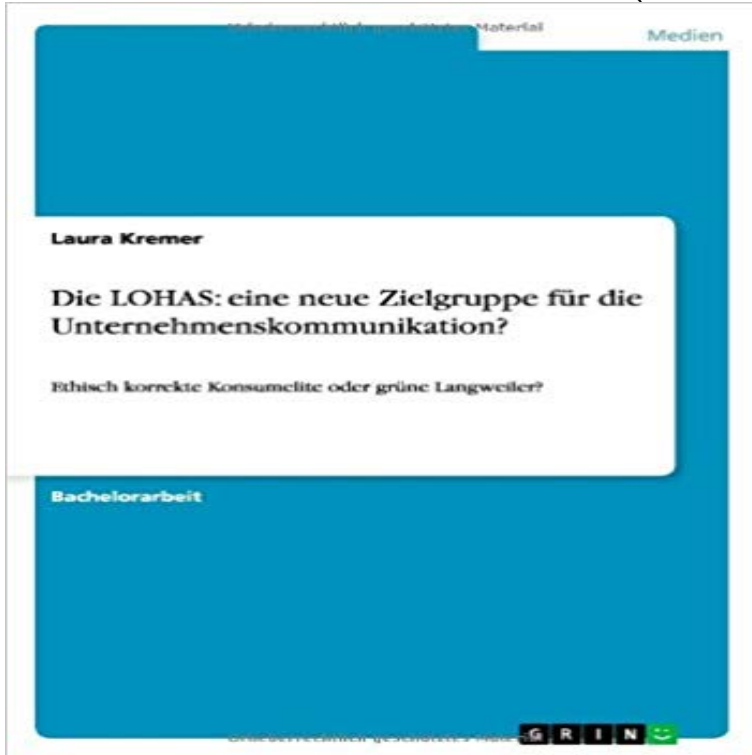 Medien
Laura Kremer
Die LOHAS: eine neue Zielgruppe für die
Unternehmenskommunikation?
Ethisch korrekte Konsumelite oder grüne Langweiler?
Bachelorarbeit
GRIN